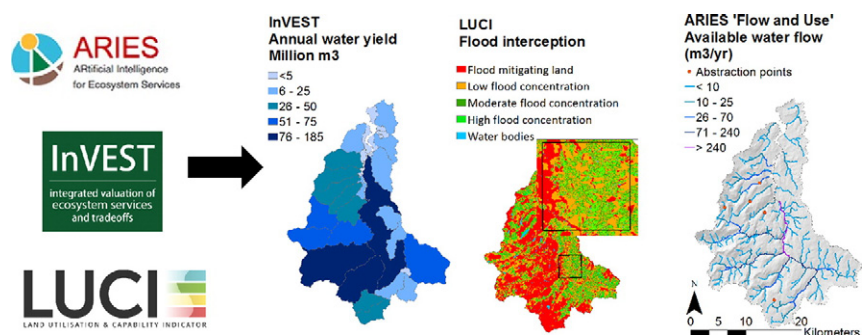 ARIES
ARtificial Intelligence
for Ecosystem Services
InVEST
integrated valuation of
ecosystem services
and tradeoffs
LUCI
LAND UTILISATION & CAPABILITY INDICATOR
InVEST
Annual water yield
Million m3
<5
6 - 25
26 - 50
51 - 75
76 - 185
LUCI
Flood interception
Flood mitigating land
Low flood concentration
Moderate flood concentration
High flood concentration
Water bodies
ARIES 'Flow and Use'
Available water flow
(m3/yr)
Abstraction points
< 10
10 - 25
26 - 70
71 - 240
> 240
N
0 5 10 20
Kilometers